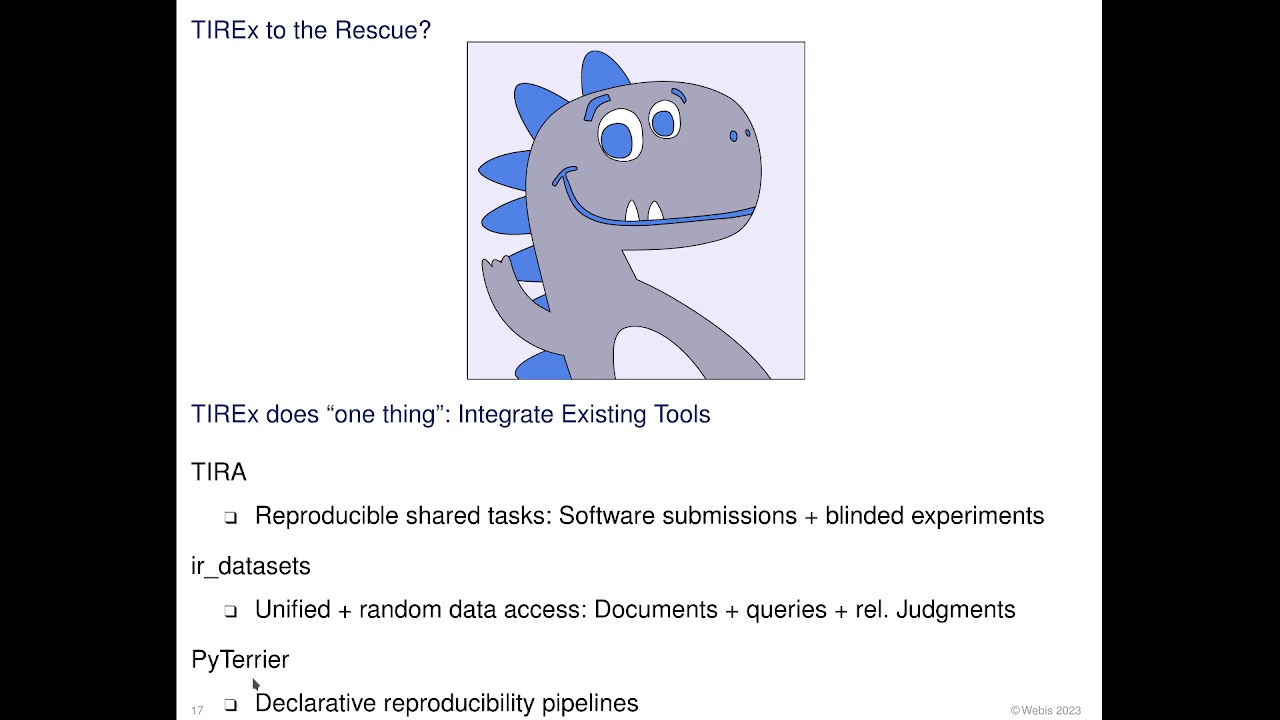 TIREx to the Rescue?
TIREx does “one thing”: Integrate Existing Tools
TIRA
❏ Reproducible shared tasks: Software submissions + blinded experiments
ir_datasets
❏ Unified + random data access: Documents + queries + rel. Judgments
PyTerrier
❏ Declarative reproducibility pipelines
17
©Webis 2023